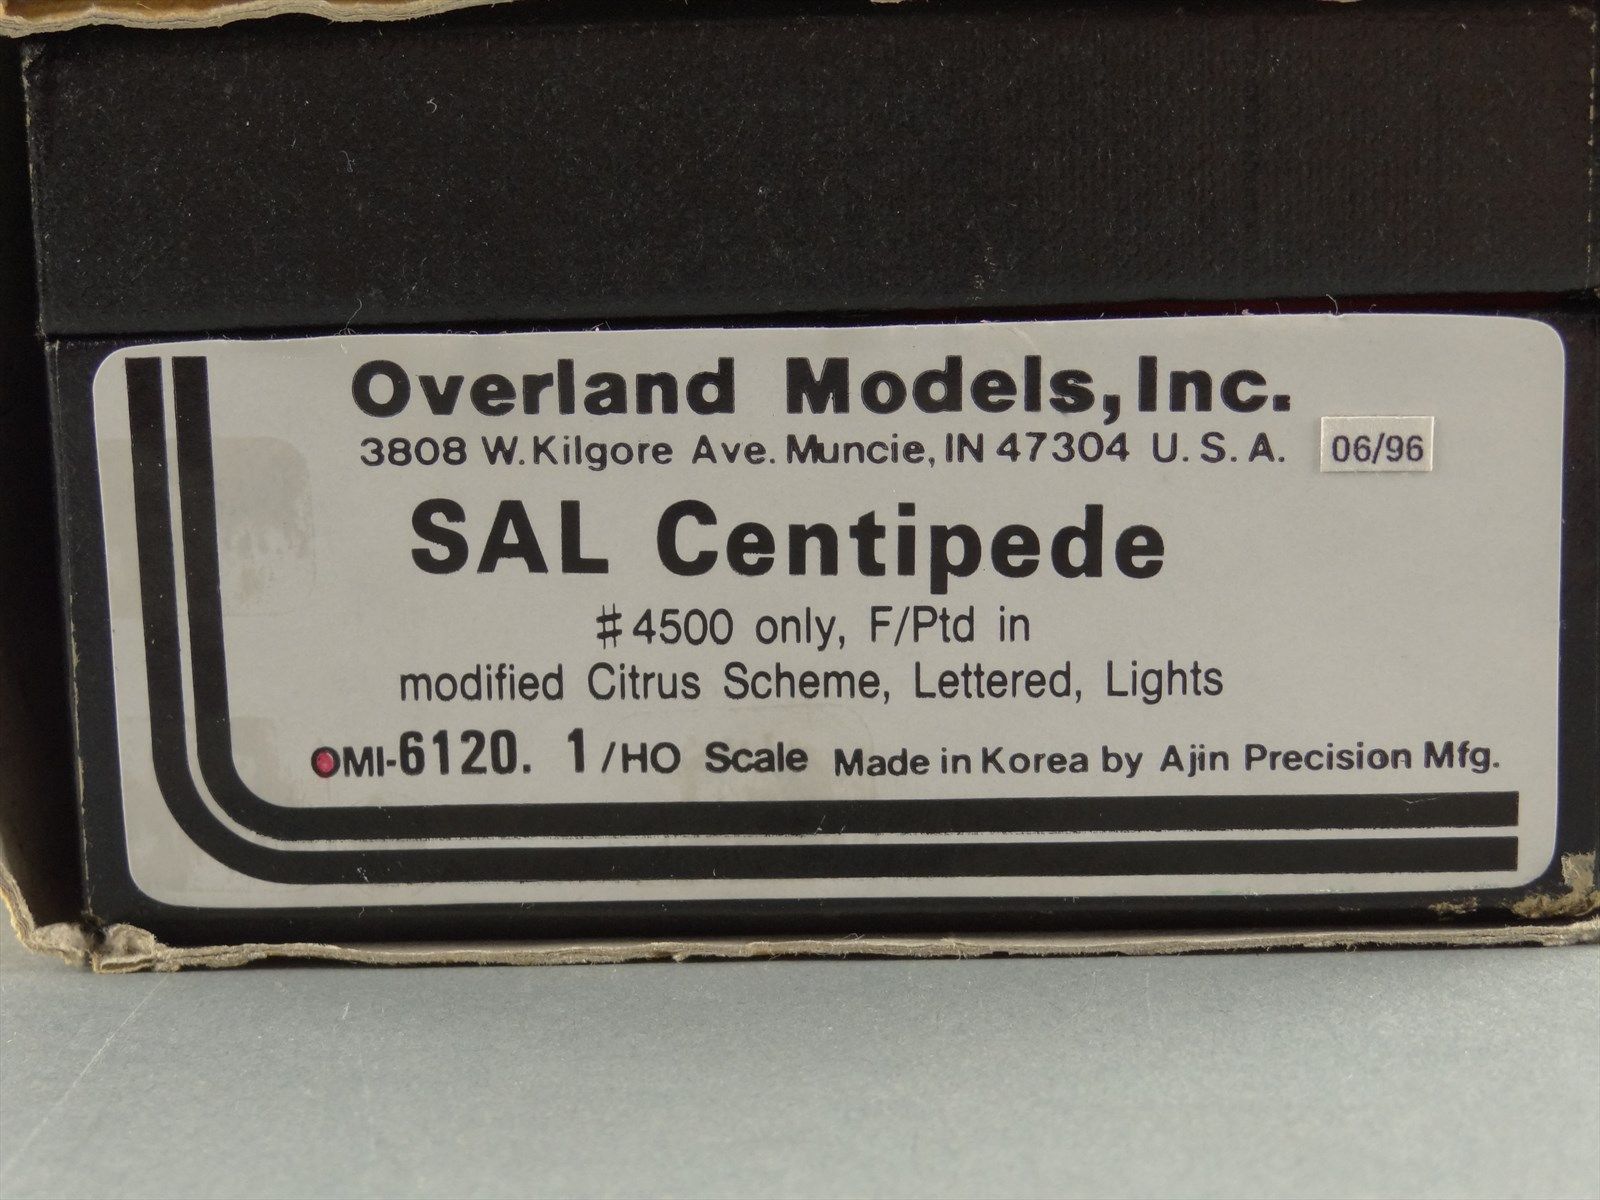 Overland Models, Inc.
3808 W. Kilgore Ave. Muncie, IN 47304 U. S. A. 06/96
SAL Centipede
#4500 only, F/Ptd in
modified Citrus Scheme, Lettered, Lights
OMI-6120. 1 /HO Scale Made in Korea by Ajin Precision Mfg.